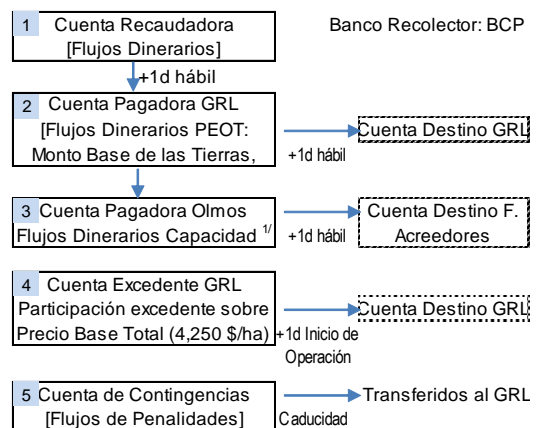 1 Cuenta Recaudadora
[Flujos Dinerarios]
Banco Recolector: BCP
+1d hábil
2 Cuenta Pagadora GRL
[Flujos Dinerarios PEOT:
Monto Base de las Tierras,
+1d hábil
Cuenta Destino GRL
3 Cuenta Pagadora Olmos
Flujos Dinerarios Capacidad 1/
+1d hábil
Cuenta Destino F.
Acreedores
4 Cuenta Excedente GRL
Participación excedente sobre
Precio Base Total (4,250 $/ha)
+1d Inicio de
Operación
Cuenta Destino GRL
5 Cuenta de Contingencias
[Flujos de Penalidades]
Caducidad
Transferidos al GRL